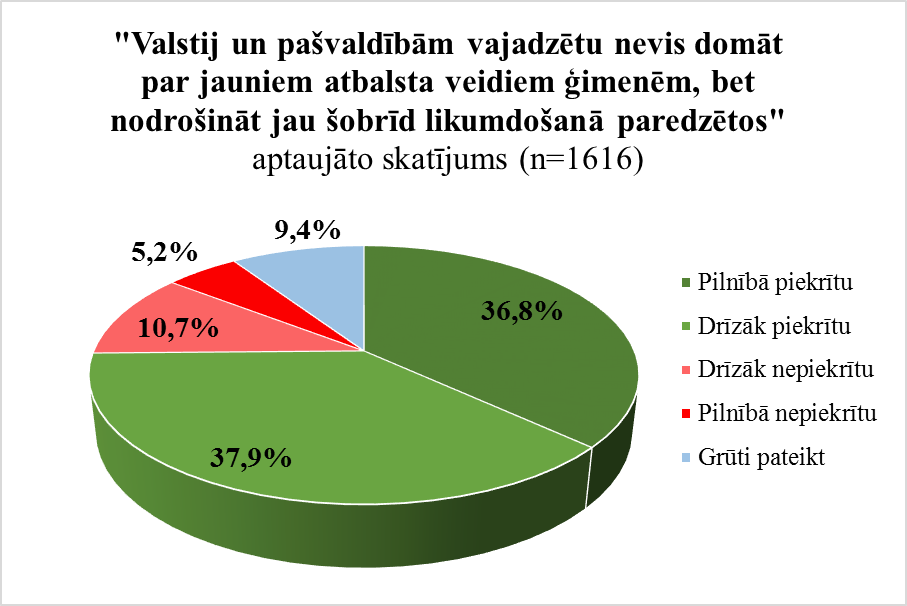 "Valstij un pašvaldībām vajadzētu nevis domāt
par jauniem atbalsta veidiem ģimenēm, bet
nodrošināt jau šobrīd likumdošanā paredzētos"
aptaujāto skatījums (n=1616)
9,4%
5,2%
10,7%
36,8%
37,9%
Pilnībā piekrītu
Drīzāk piekrītu
Drīzāk nepiekrītu
Pilnībā nepiekrītu
Grūti pateikt